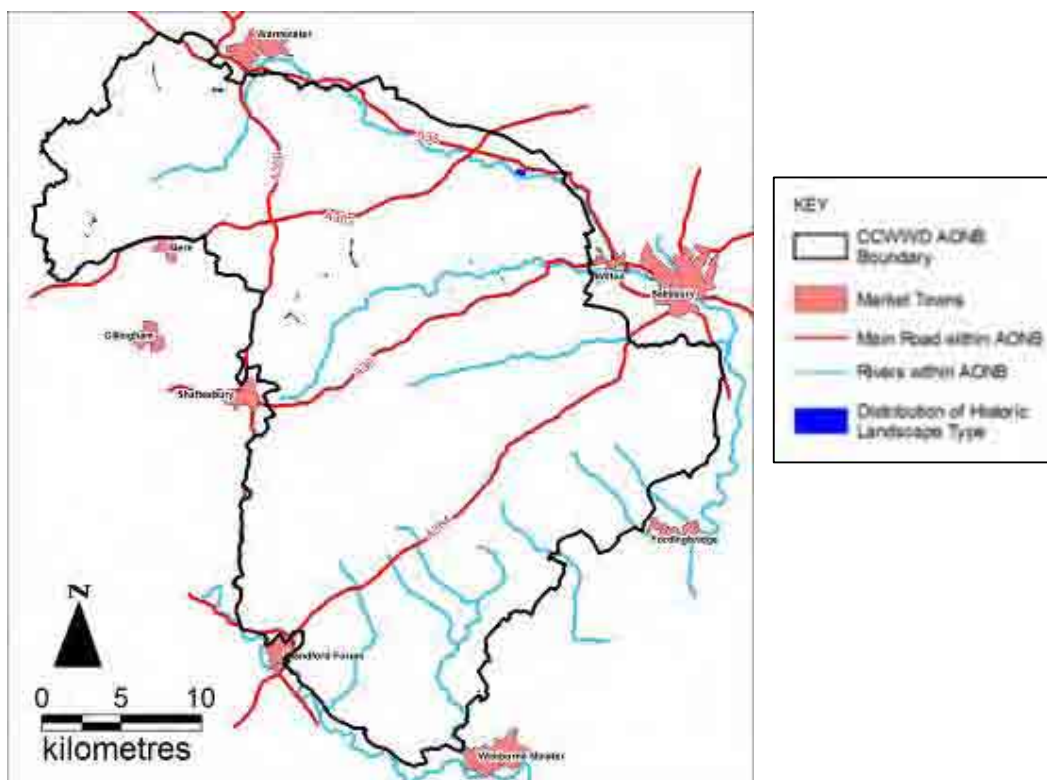 Warminster
A36
A350
A303
Mere
Wilton
Salisbury
Gillingham
A30
Shaftesbury
A354
Fordingbridge
N
Blandford Forum
0 5 10
kilometres
Wimborne Minster
KEY
CCWWD AONB
Boundary
Market Towns
Main Road within AONB
Rivers within AONB
Distribution of Historic
Landscape Type